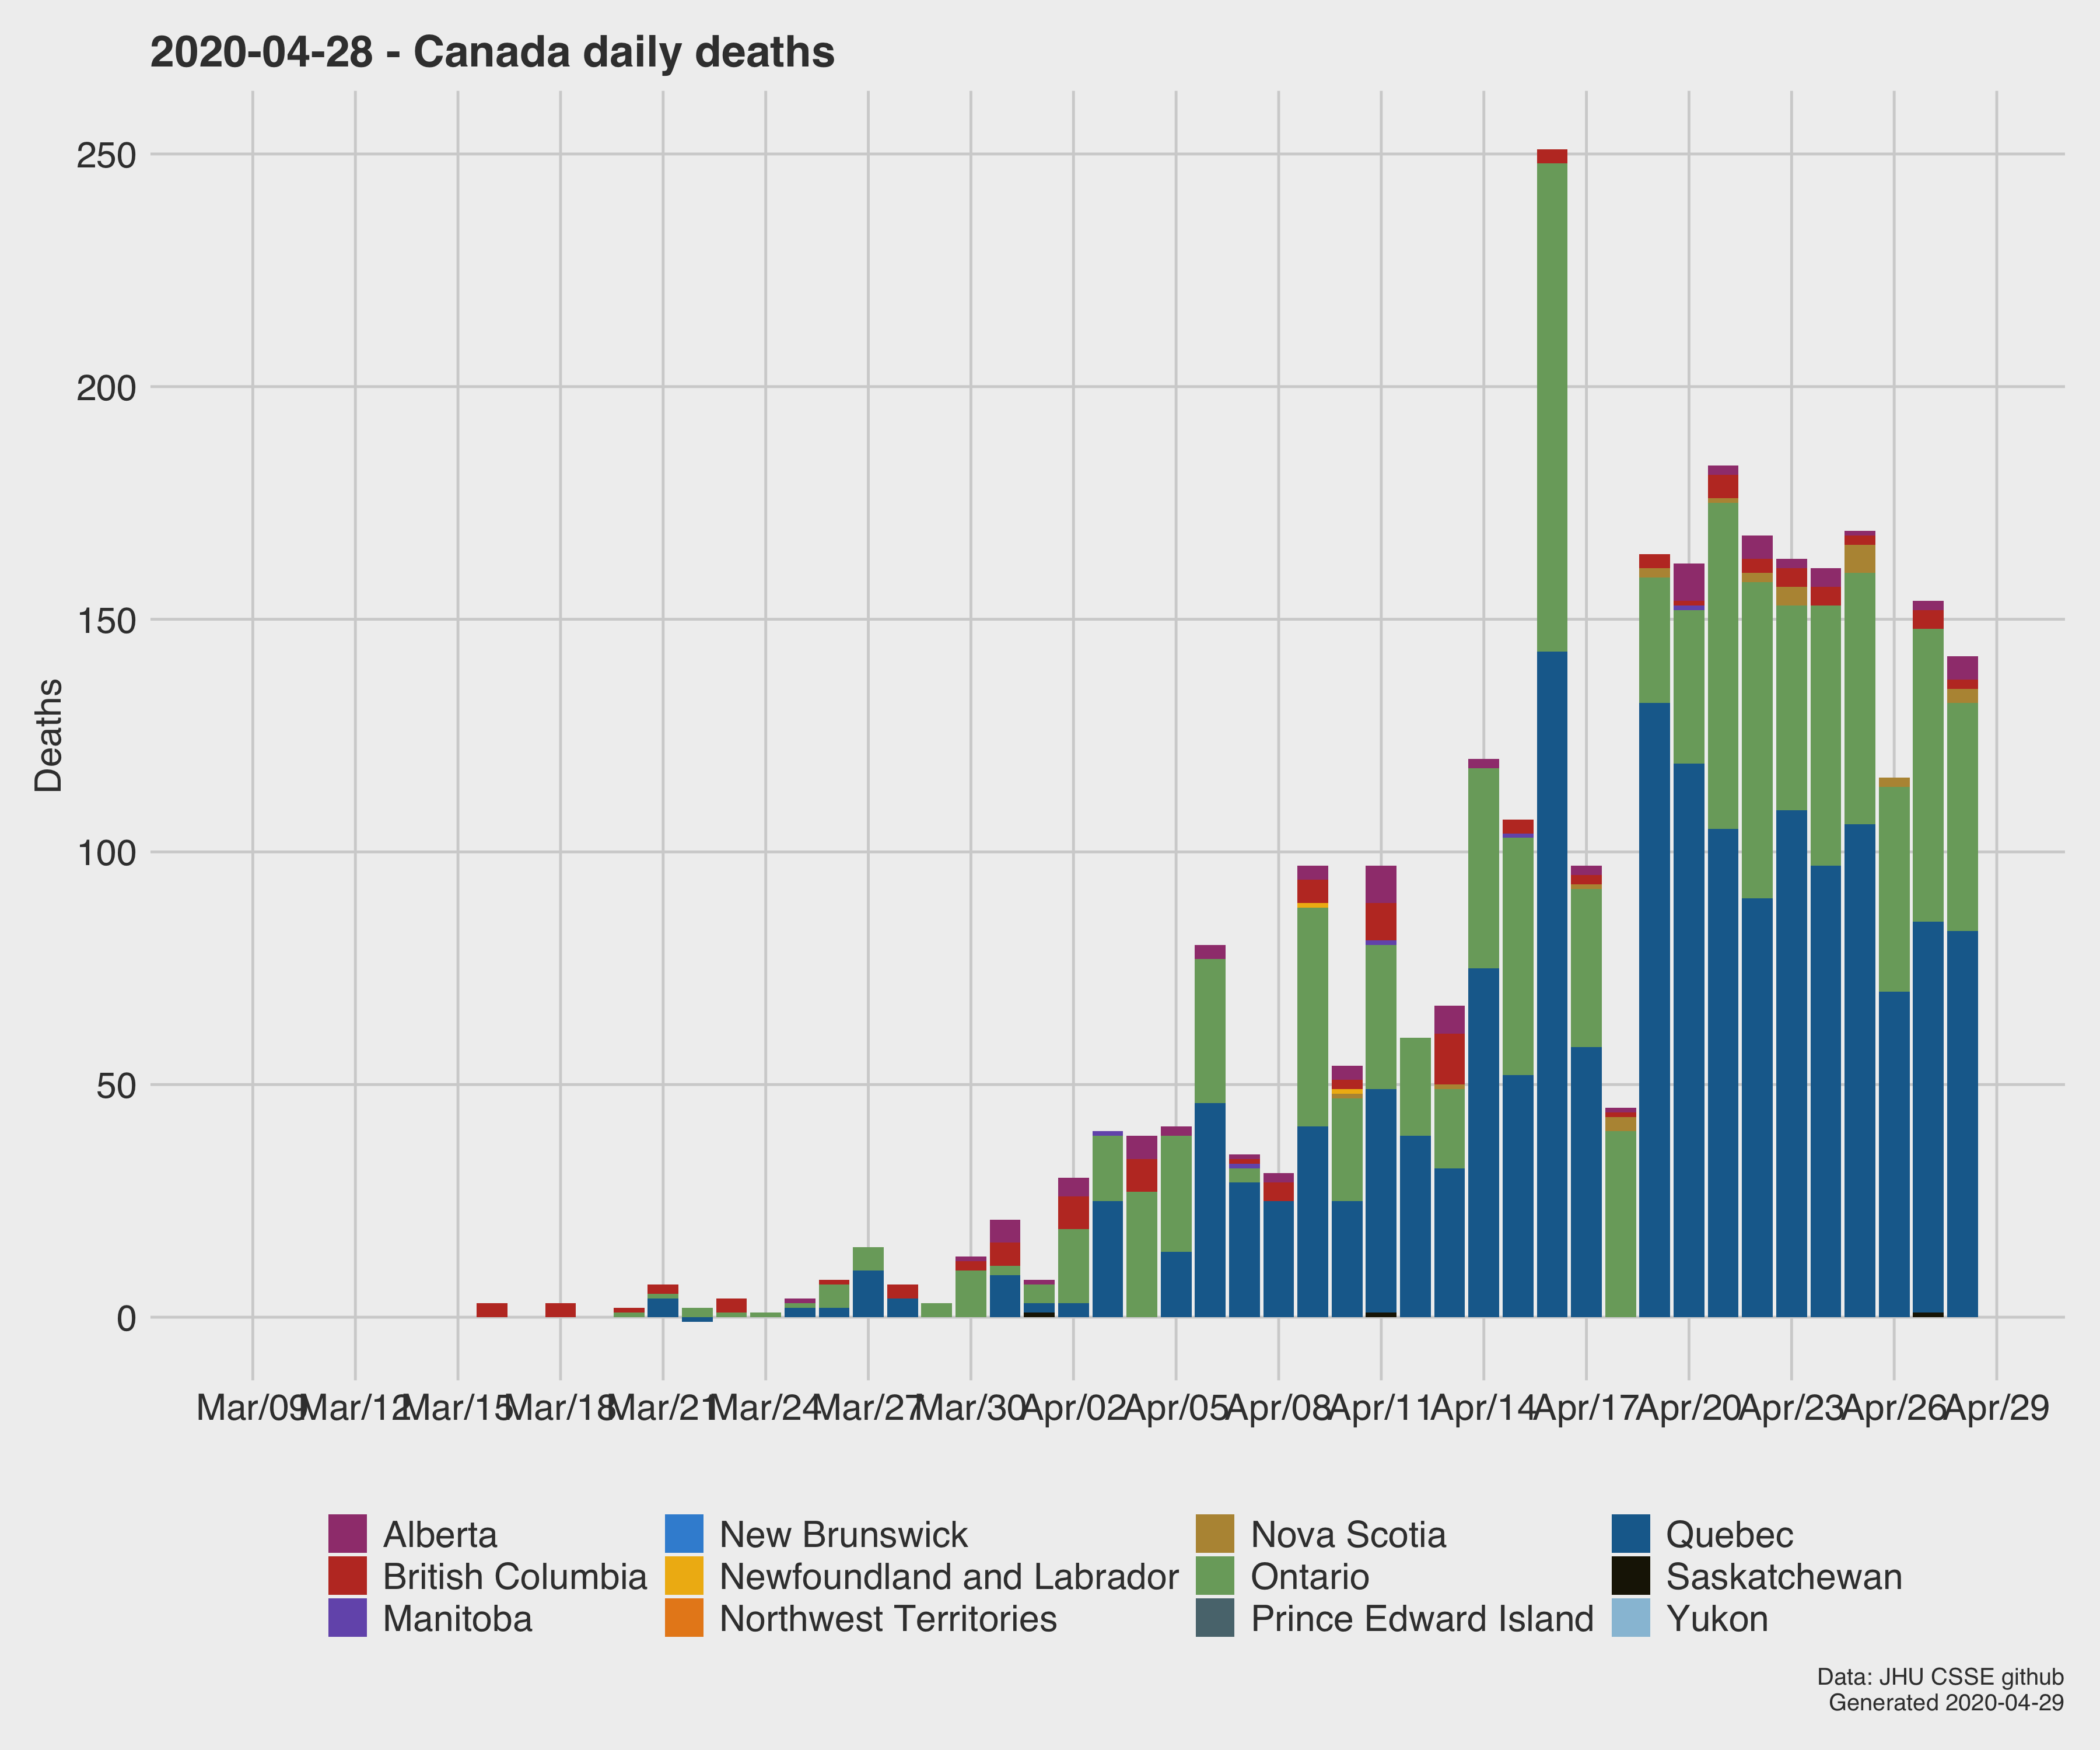 2020-04-28 - Canada daily deaths
250
200
150
100
50
0
Deaths
Mar/09 Mar/12 Mar/15 Mar/18 Mar/21 Mar/24 Mar/27 Mar/30 Apr/02 Apr/05 Apr/08 Apr/11 Apr/14 Apr/17 Apr/20 Apr/23 Apr/26 Apr/29
Alberta New Brunswick Nova Scotia Quebec
British Columbia Newfoundland and Labrador Ontario Saskatchewan
Manitoba Northwest Territories Prince Edward Island Yukon
Data: JHU CSSE github
Generated 2020-04-29